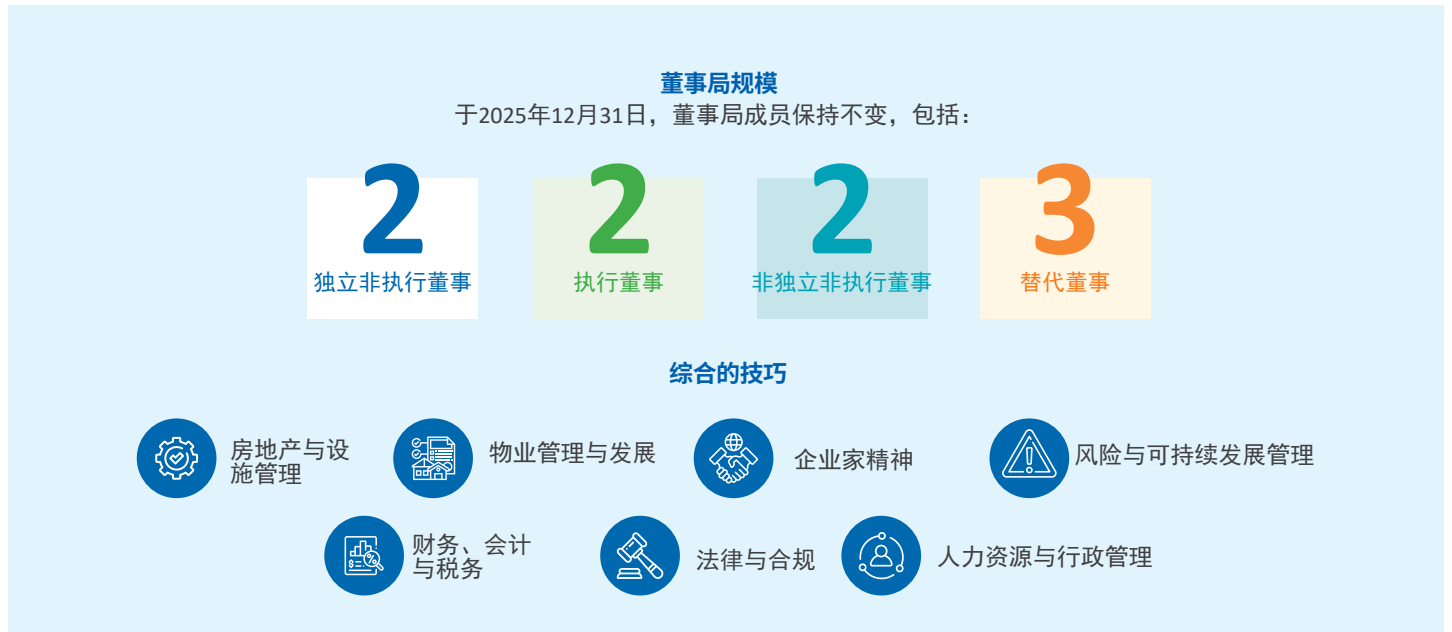 董事局规模
于2025年12月31日，董事局成员保持不变，包括：
2
独立非执行董事
2
执行董事
2
非独立非执行董事
3
替代董事
综合的技巧
房地产与设
施管理
物业管理与发展
企业家精神
风险与可持续发展管理
财务、会计
与税务
法律与合规
人力资源与行政管理